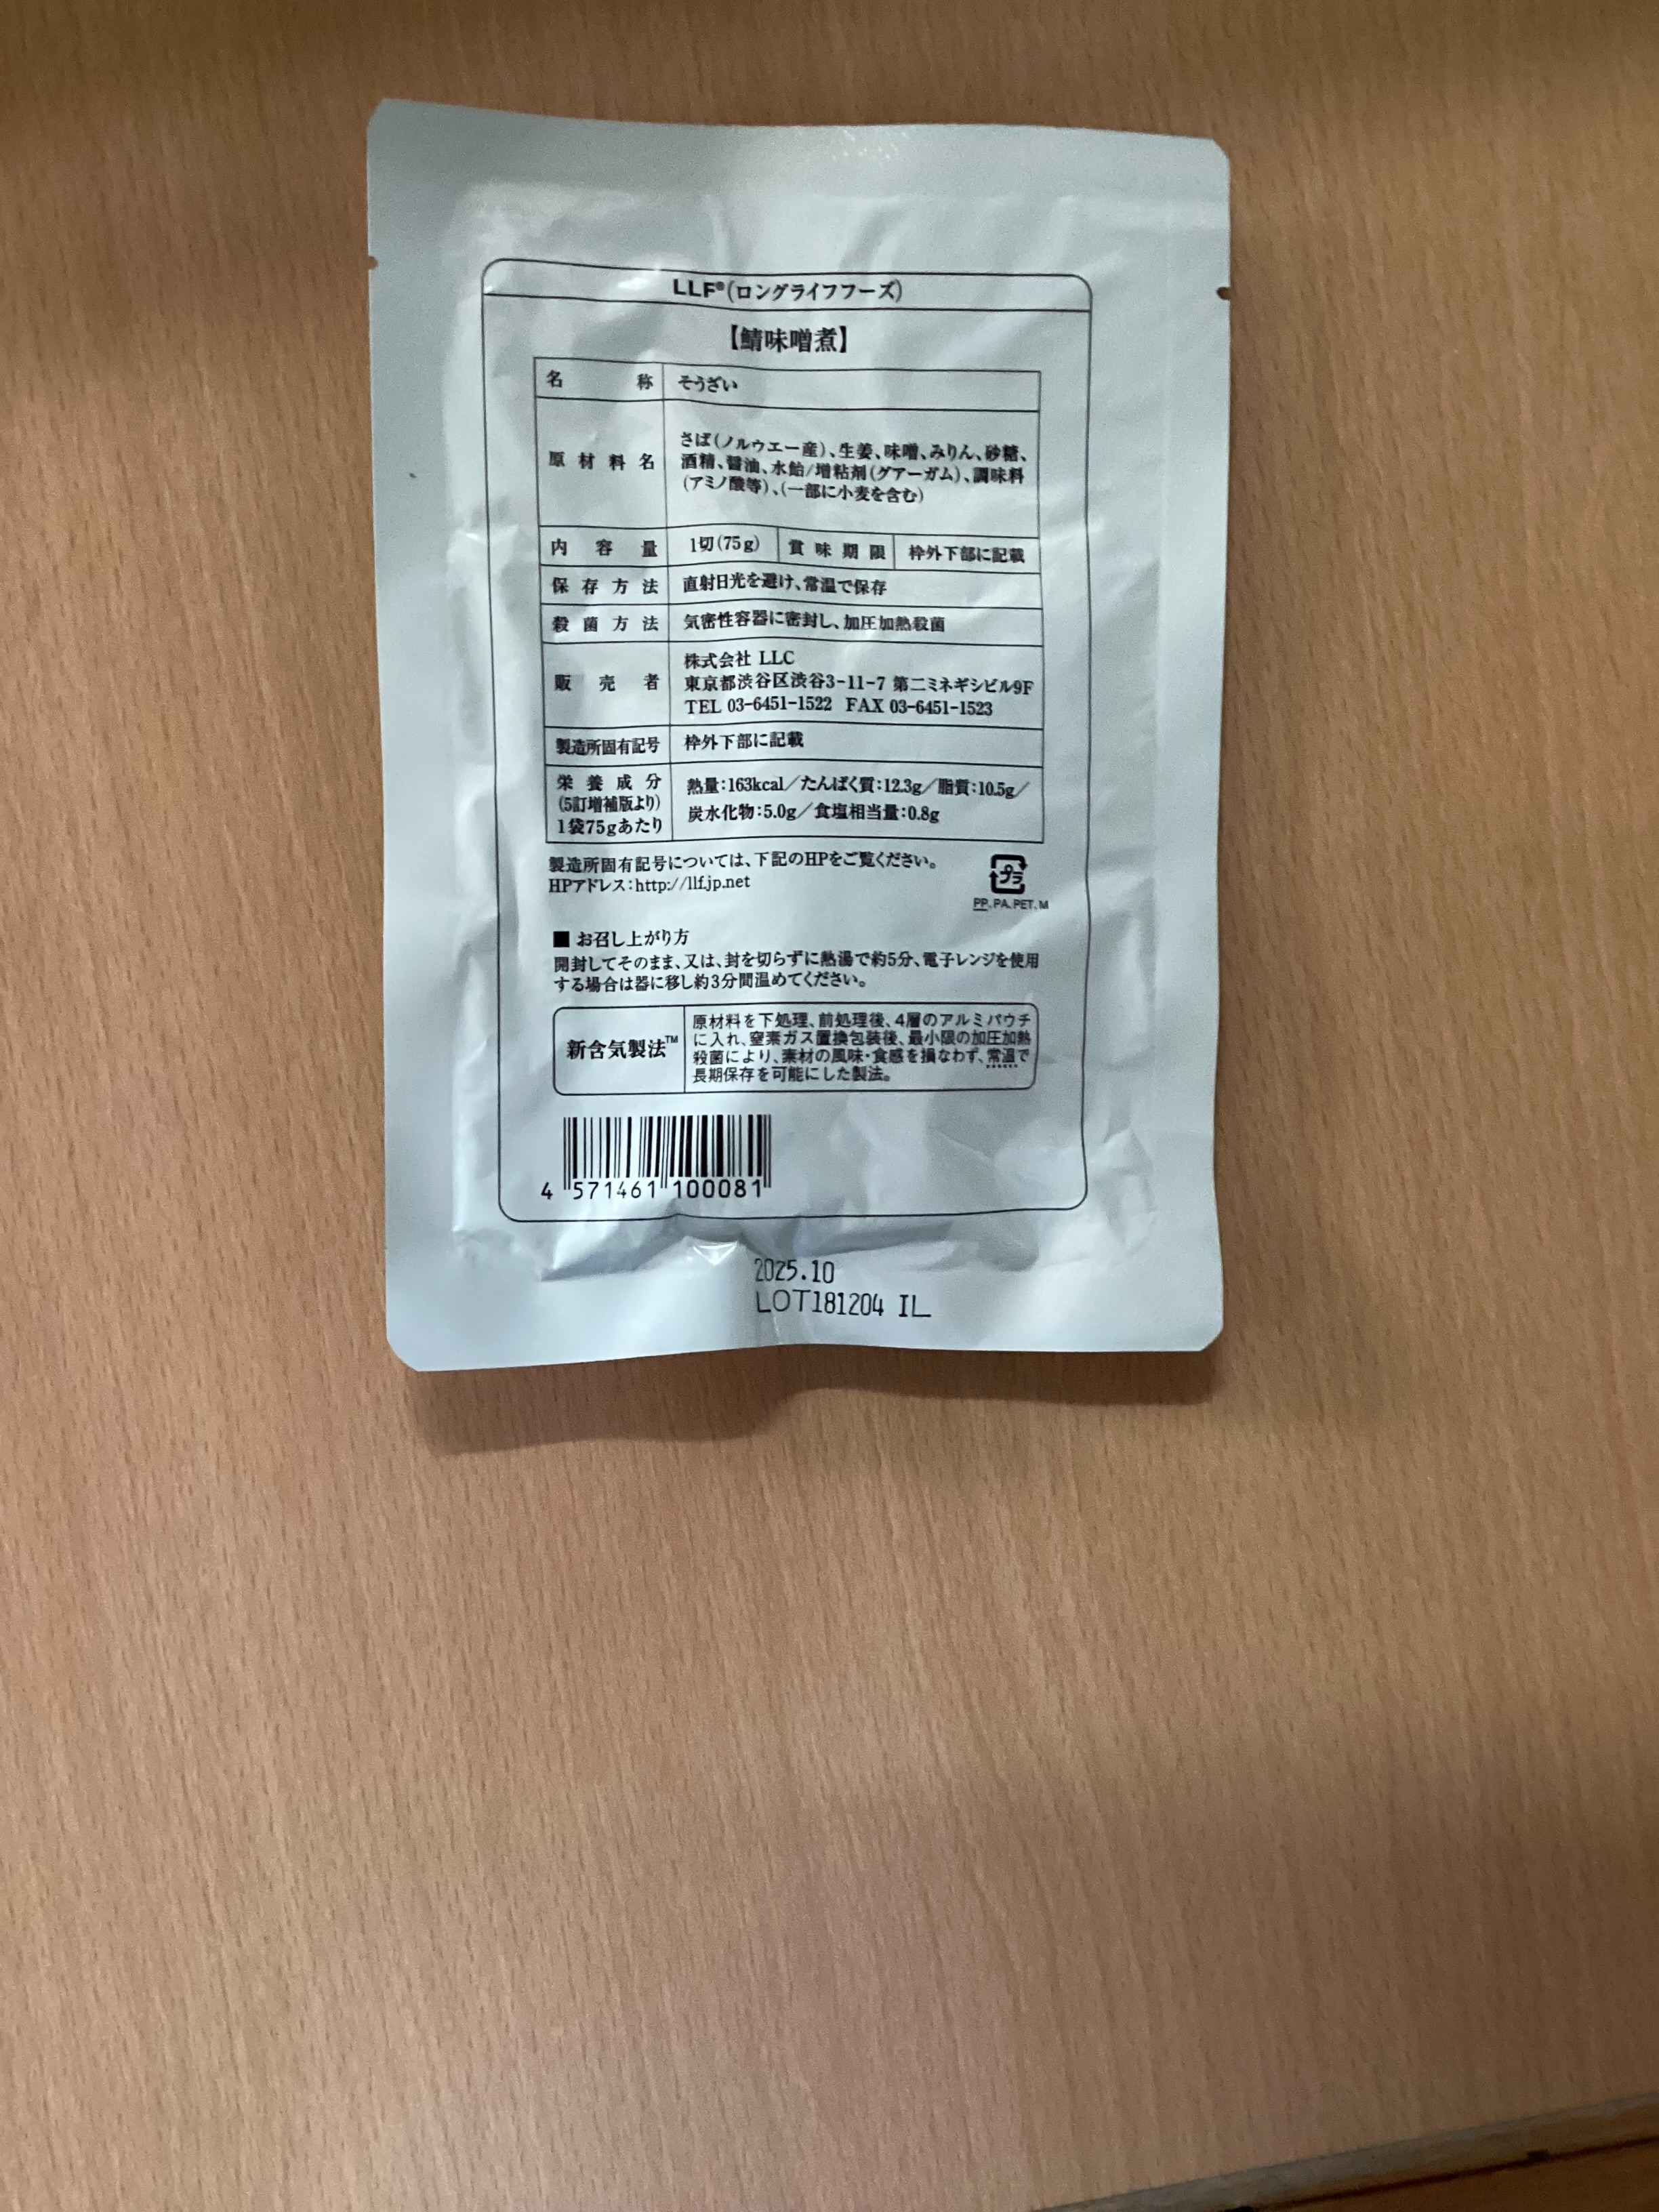 LLF®(ロングライフフーズ)
【鯖味噌煮】
名称 そうざい
原材料名 さば(ノルウエー産)、生姜、味噌、みりん、砂糖、
酒精、醤油、水飴/増粘剤(グアーガム)、調味料
(アミノ酸等)、(一部に小麦を含む)
内容量 1切(75g) 賞味期限 枠外下部に記載
保存方法 直射日光を避け、常温で保存
殺菌方法 気密性容器に密封し、加圧加熱殺菌
販売者 株式会社 LLC
東京都渋谷区渋谷3-11-7 第二ミネギシビル9F
TEL 03-6451-1522 FAX 03-6451-1523
製造所固有記号 枠外下部に記載
栄養成分
(5訂増補版より)
1袋75gあたり
熱量:163kcal/たんぱく質:12.3g/脂質:10.5g/
炭水化物:5.0g/食塩相当量:0.8g
製造所固有記号については、下記のHPをご覧ください。
HPアドレス:http://llf.jp.net
プラ
PP、PA、PET、M
■ お召し上がり方
開封してそのまま、又は、封を切らずに熱湯で約5分、電子レンジを使用
する場合は器に移し約3分間温めてください。
新含気製法™
原材料を下処理、前処理後、4層のアルミパウチ
に入れ、窒素ガス置換包装後、最小限の加圧加熱
殺菌により、素材の風味・食感を損なわず、常温で
長期保存を可能にした製法。
4 571461 100081
2025.10
LOT181204 IL